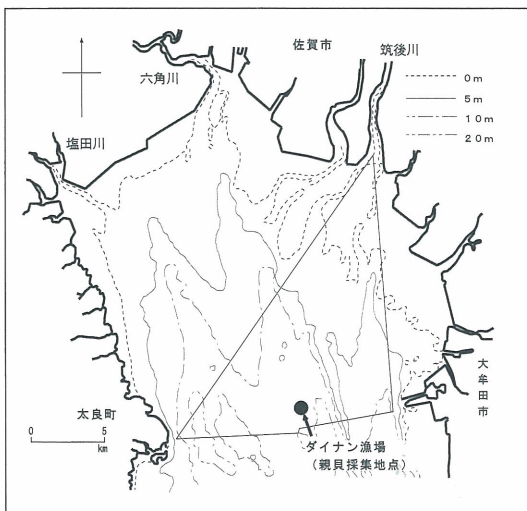 佐賀市
筑後川
六角川
塩田川
0m
5m
10m
20m
大牟田市
太良町
0
5
km
ダイナン漁場
(親貝採集地点)